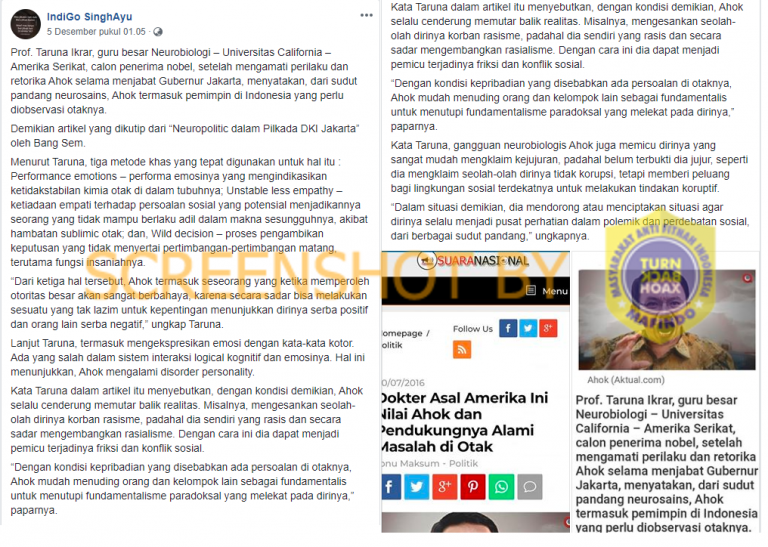 IndiGo SinghAyu
5 Desember pukul 01.05 ·
Prof. Taruna Ikrar, guru besar Neurobiologi – Universitas California –
Amerika Serikat, calon penerima nobel, setelah mengamati perilaku dan
retorika Ahok selama menjabat Gubernur Jakarta, menyatakan, dari sudut
pandang neurosains, Ahok termasuk pemimpin di Indonesia yang perlu
diobservasi otaknya.
Demikian artikel yang dikutip dari “Neuropolitic dalam Pilkada DKI Jakarta”
oleh Bang Sem.
Menurut Taruna, tiga metode khas yang tepat digunakan untuk hal itu :
Performance emotions – performa emosinya yang mengindikasikan
ketidakstabilan kimia otak di dalam tubuhnya; Unstable less empathy –
ketiadaan empati terhadap persoalan sosial yang potensial menjadikannya
seorang yang tidak mampu berlaku adil dalam makna sesungguhnya, akibat
hambatan sublimic otak; dan, Wild decision – proses pengambilan
keputusan yang tidak menyertai pertimbangan-pertimbangan matang,
terutama fungsi insaniahnya.
“Dari ketiga hal tersebut, Ahok termasuk seseorang yang ketika memperoleh
otoritas besar akan sangat berbahaya, karena secara sadar bisa melakukan
sesuatu yang tak lazim untuk kepentingan menunjukkan dirinya serba positif
dan orang lain serba negatif,” ungkap Taruna.
Lanjut Taruna, termasuk mengekspresikan emosi dengan kata-kata kotor.
Ada yang salah dalam sistem interaksi logical kognitif dan emosinya. Hal ini
menunjukkan, Ahok mengalami disorder personality.
Kata Taruna dalam artikel itu menyebutkan, dengan kondisi demikian, Ahok
selalu cenderung memutar balik realitas. Misalnya, mengesankan seolah-
olah dirinya korban rasisme, padahal dia sendiri yang rasis dan secara
sadar mengembangkan rasialisme. Dengan cara ini dia dapat menjadi
pemicu terjadinya friksi dan konflik sosial.
“Dengan kondisi kepribadian yang disebabkan ada persoalan di otaknya,
Ahok mudah menuding orang dan kelompok lain sebagai fundamentalis
untuk menutupi fundamentalisme paradoksal yang melekat pada dirinya,”
paparnya.
Kata Taruna dalam artikel itu menyebutkan, dengan kondisi demikian, Ahok
selalu cenderung memutar balik realitas. Misalnya, mengesankan seolah-
olah dirinya korban rasisme, padahal dia sendiri yang rasis dan secara
sadar mengembangkan rasialisme. Dengan cara ini dia dapat menjadi
pemicu terjadinya friksi dan konflik sosial.
“Dengan kondisi kepribadian yang disebabkan ada persoalan di otaknya,
Ahok mudah menuding orang dan kelompok lain sebagai fundamentalis
untuk menutupi fundamentalisme paradoksal yang melekat pada dirinya,”
paparnya.
Kata Taruna, gangguan neurobiologis Ahok juga memicu dirinya yang
sangat mudah mengklaim kejujuran, padahal belum terbukti dia jujur, seperti
dia mengklaim seolah-olah dirinya tidak korupsi, tetapi memberi peluang
bagi lingkungan sosial terdekatnya untuk melakukan tindakan koruptif.
“Dalam situasi demikian, dia mendorong atau menciptakan situasi agar
dirinya selalu menjadi pusat perhatian dalam polemik dan perdebatan sosial,
dari berbagai sudut pandang,” ungkapnya.
SCREENSHOT BY
MASYARAKAT ANTI FITNAH INDONESIA
TURN
BACK
HOAX
MAFINDO
SUARANASIONAL
Menu
Homepage /
olitik
Follow Us
0/07/2016
Dokter Asal Amerika Ini
Nilai Ahok dan
Pendukungnya Alami
Masalah di Otak
bnu Maksum - Politik
Ahok (Aktual.com)
Prof. Taruna Ikrar, guru besar
Neurobiologi – Universitas
California – Amerika Serikat,
calon penerima nobel, setelah
mengamati perilaku dan retorika
Ahok selama menjabat Gubernur
Jakarta, menyatakan, dari sudut
pandang neurosains, Ahok
termasuk pemimpin di Indonesia
yang perlu diobservasi otaknya.